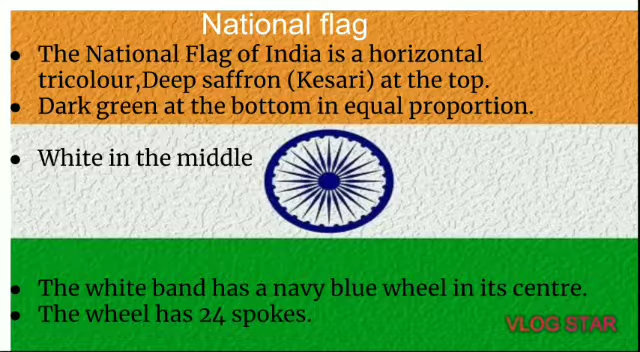 National flag
• The National Flag of India is a horizontal
tricolour,Deep saffron (Kesari) at the top.
• Dark green at the bottom in equal proportion.
• White in the middle
• The white band has a navy blue wheel in its centre.
• The wheel has 24 spokes.
VLOG STAR